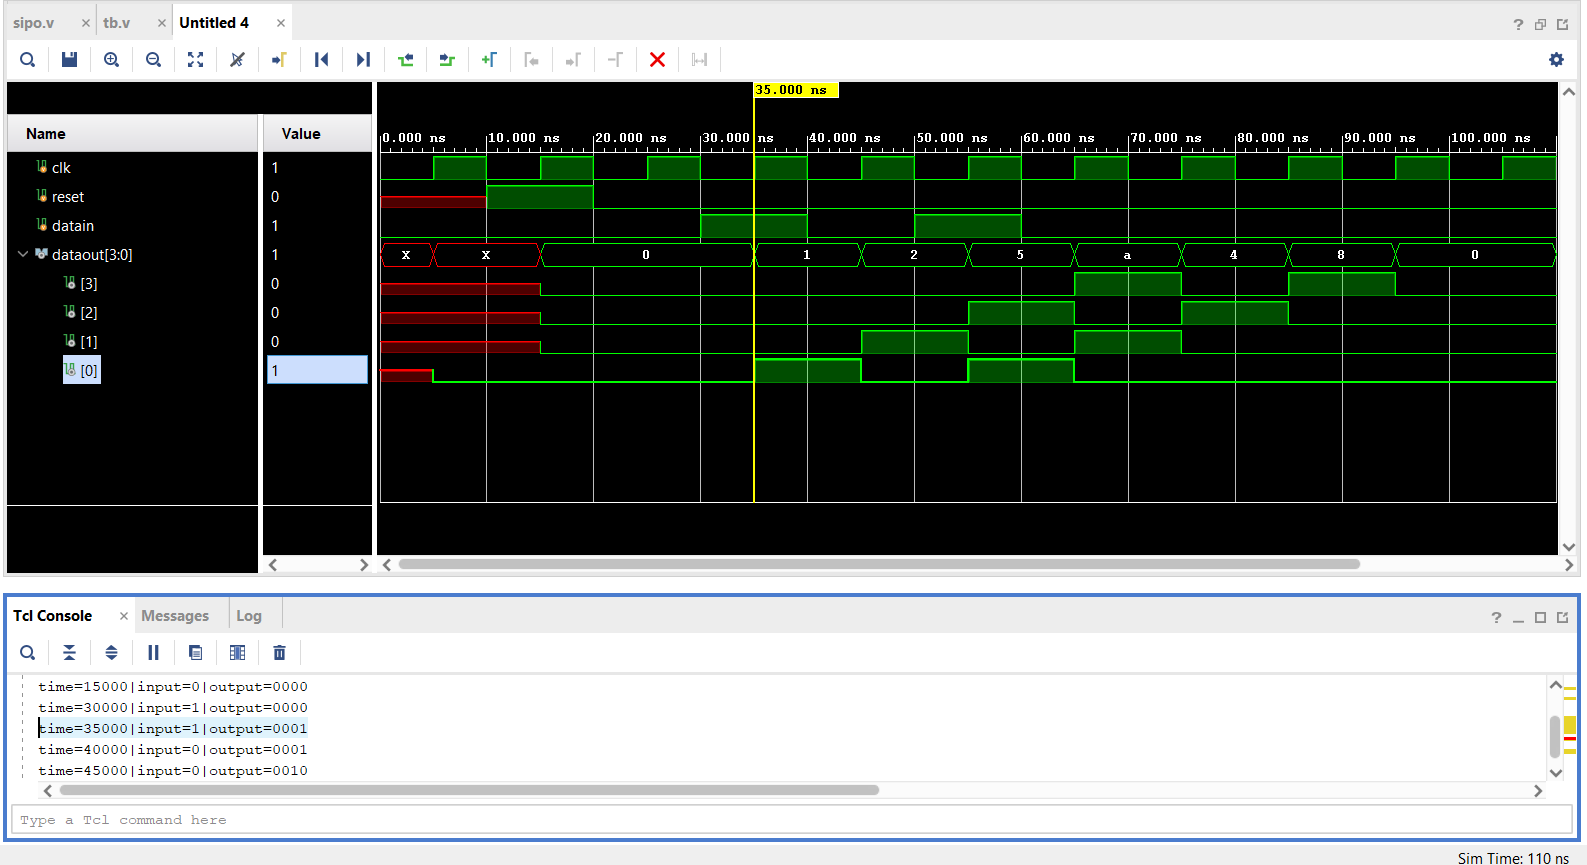 sipo.v × tb.v × Untitled 4 ×
?
35.000 ns
Name Value
0.000 ns 10.000 ns 20.000 ns 30.000 ns 40.000 ns 50.000 ns 60.000 ns 70.000 ns 80.000 ns 90.000 ns 100.000 ns
clk 1
reset 0
datain 1
dataout[3:0] 1 X X 0 1 2 5 a 4 8 0
[3] 0
[2] 0
[1] 0
[0] 1
Tcl Console × Messages Log
?
time=15000|input=0|output=0000
time=30000|input=1|output=0000
time=35000|input=1|output=0001
time=40000|input=0|output=0001
time=45000|input=0|output=0010
Type a Tcl command here
Sim Time: 110 ns